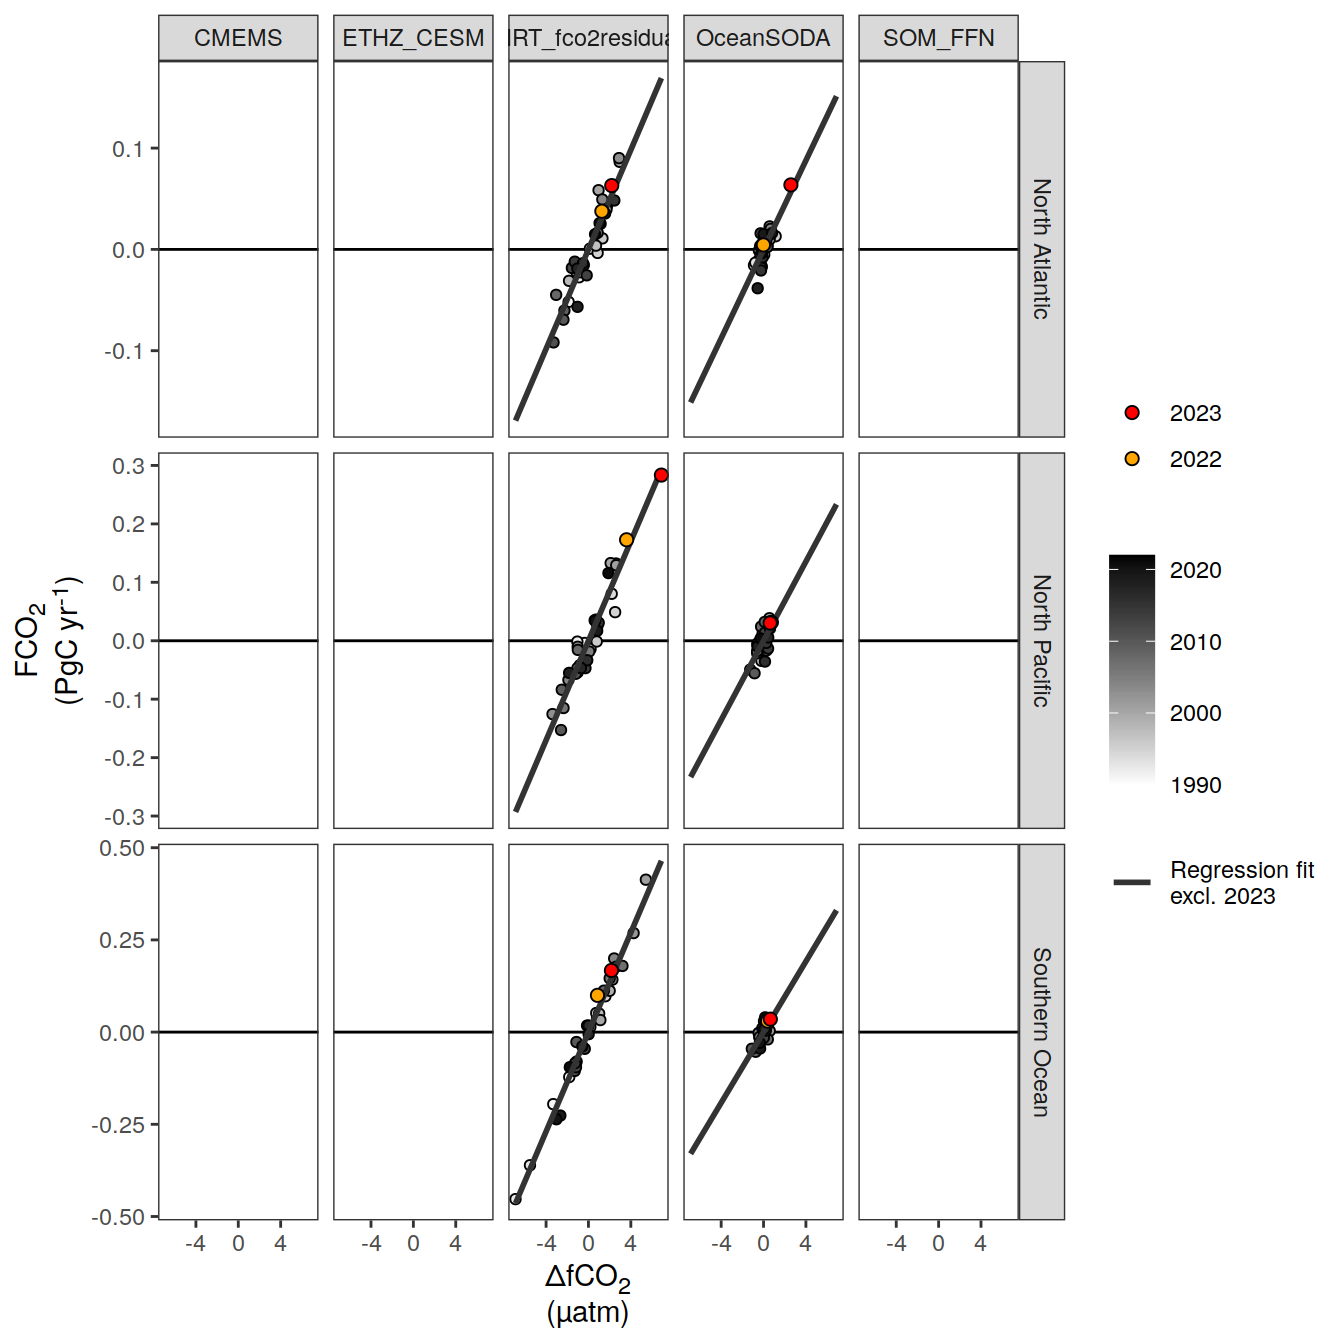 CMEMS ETHZ_CESM IRT_fco2residua OceanSODA SOM_FFN
0.1
0.0
-0.1
North Atlantic
0.3
0.2
0.1
0.0
-0.1
-0.2
-0.3
North Pacific
0.50
0.25
0.00
-0.25
-0.50
Southern Ocean
-4 0 4 -4 0 4 -4 0 4 -4 0 4 -4 0 4
ΔfCO2
(µatm)
FCO2
(PgC yr-1)
2023
2022
2020
2010
2000
1990
Regression fit
excl. 2023